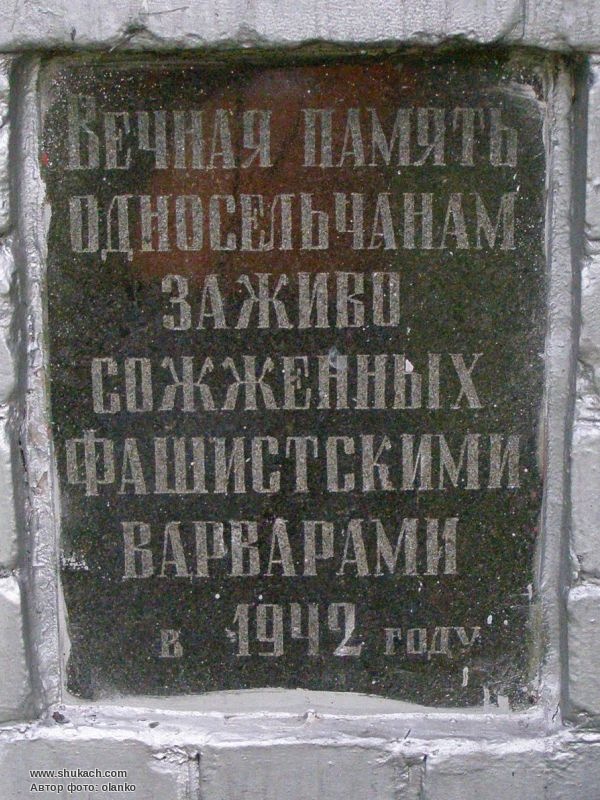 Вечная память
односельчанам
заживо
сожженных
фашистскими
варварами
в 1942 году
www.shukach.com
Автор фото: olanko